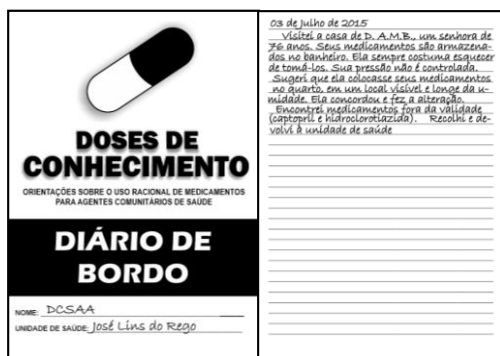 DOSES DE
CONHECIMENTO
ORIENTAÇÕES SOBRE O USO RACIONAL DE MEDICAMENTOS
PARA AGENTES COMUNITÁRIOS DE SAÚDE
DIÁRIO DE
BORDO
NOME: DCSAA
UNIDADE DE SAÚDE: José Lins do Rego
03 de Julho de 2015
Visitei a casa de D. A.M.B., um senhora de
76 anos. Seus medicamentos são armazena-
dos no banheiro. Ela sempre costuma esquecer
de tomá-los. Sua pressão não é controlada.
Sugeri que ela colocasse seus medicamentos
no quarto, em um local visível e longe da u-
midade. Ela concordou e fez a alteração.
Encontrei medicamentos fora da validade
(captopril e hidroclorotiazida). Recolhi e de-
volvi à unidade de saúde